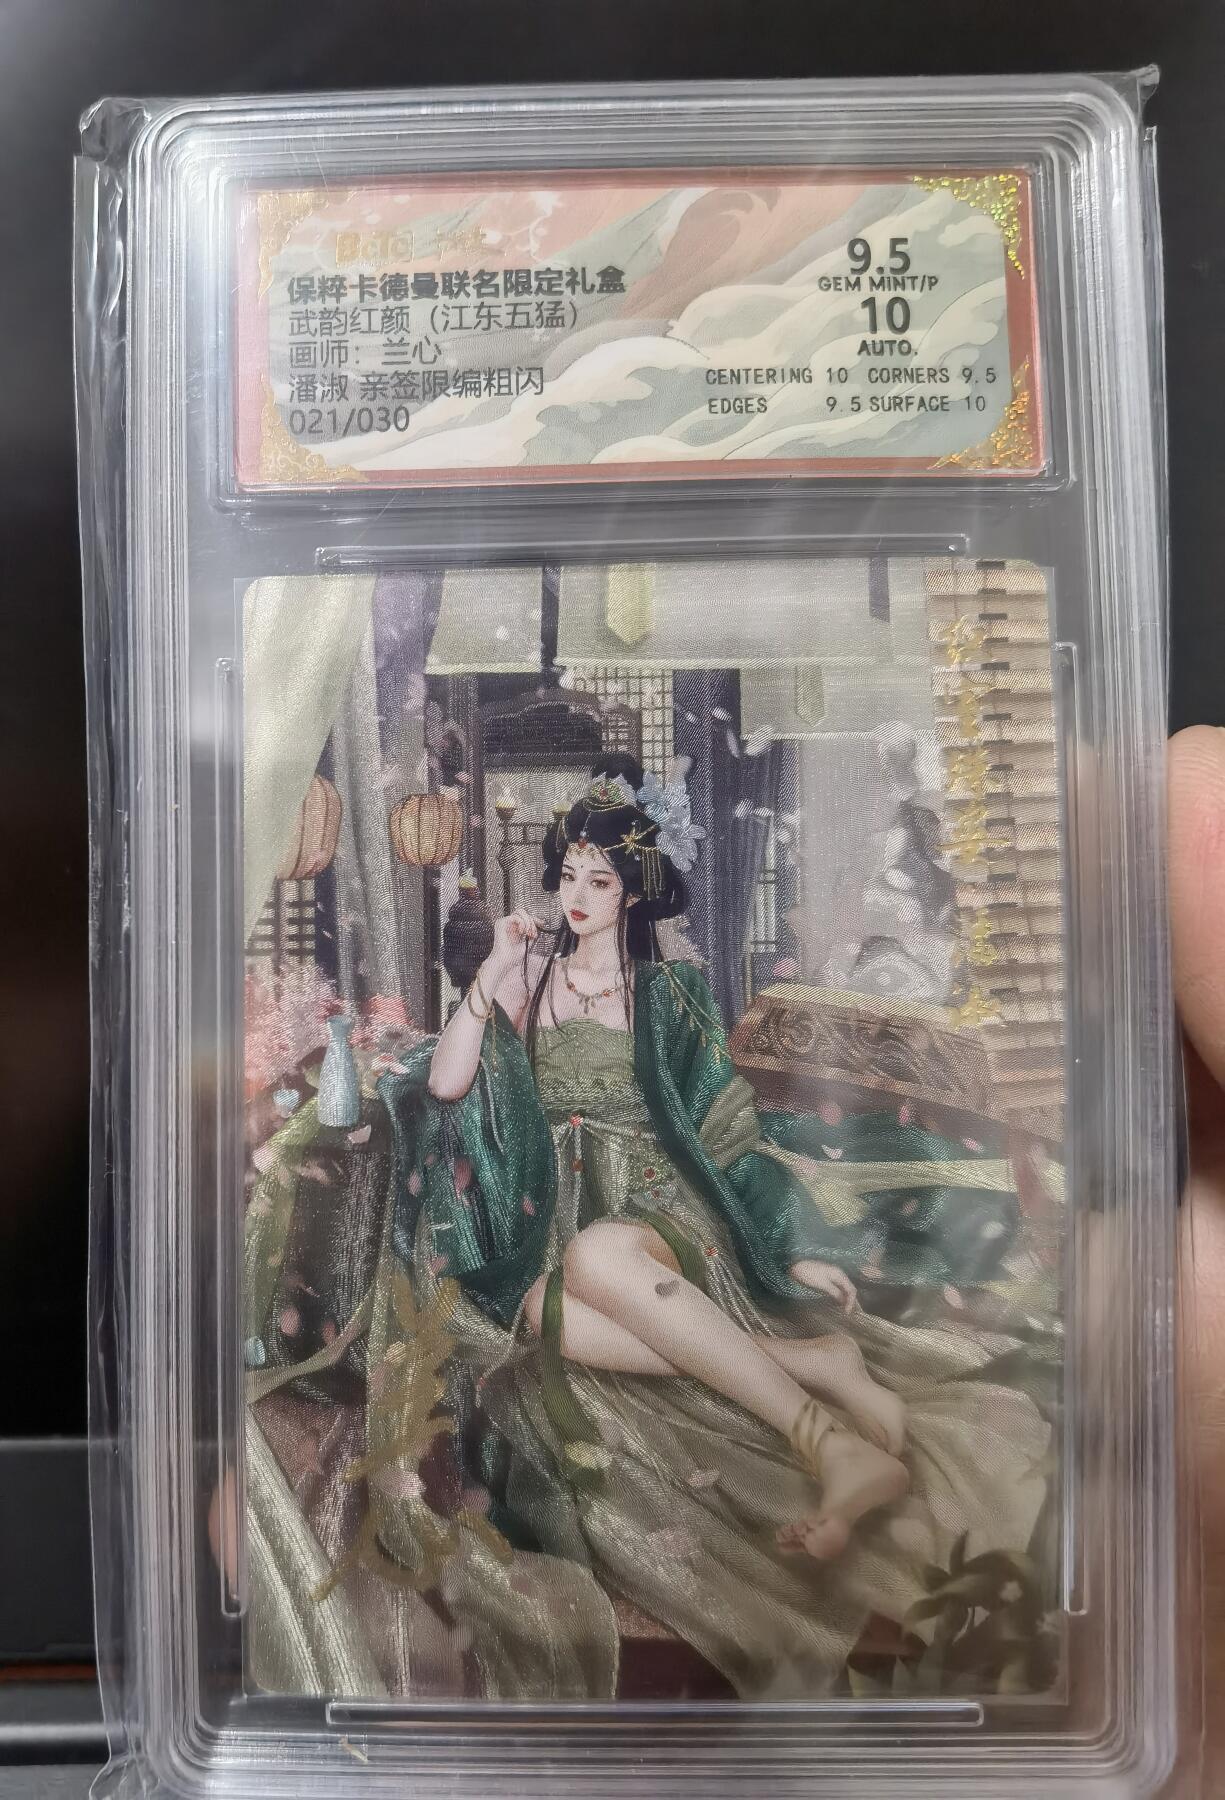 保粹卡德曼联名限定礼盒
武韵红颜（江东五猛）
画师：兰心
潘淑 亲签限编粗闪
021/030
9.5
GEM MINT/P
10
AUTO.
CENTERING 10 CORNERS 9.5
EDGES 9.5 SURFACE 10